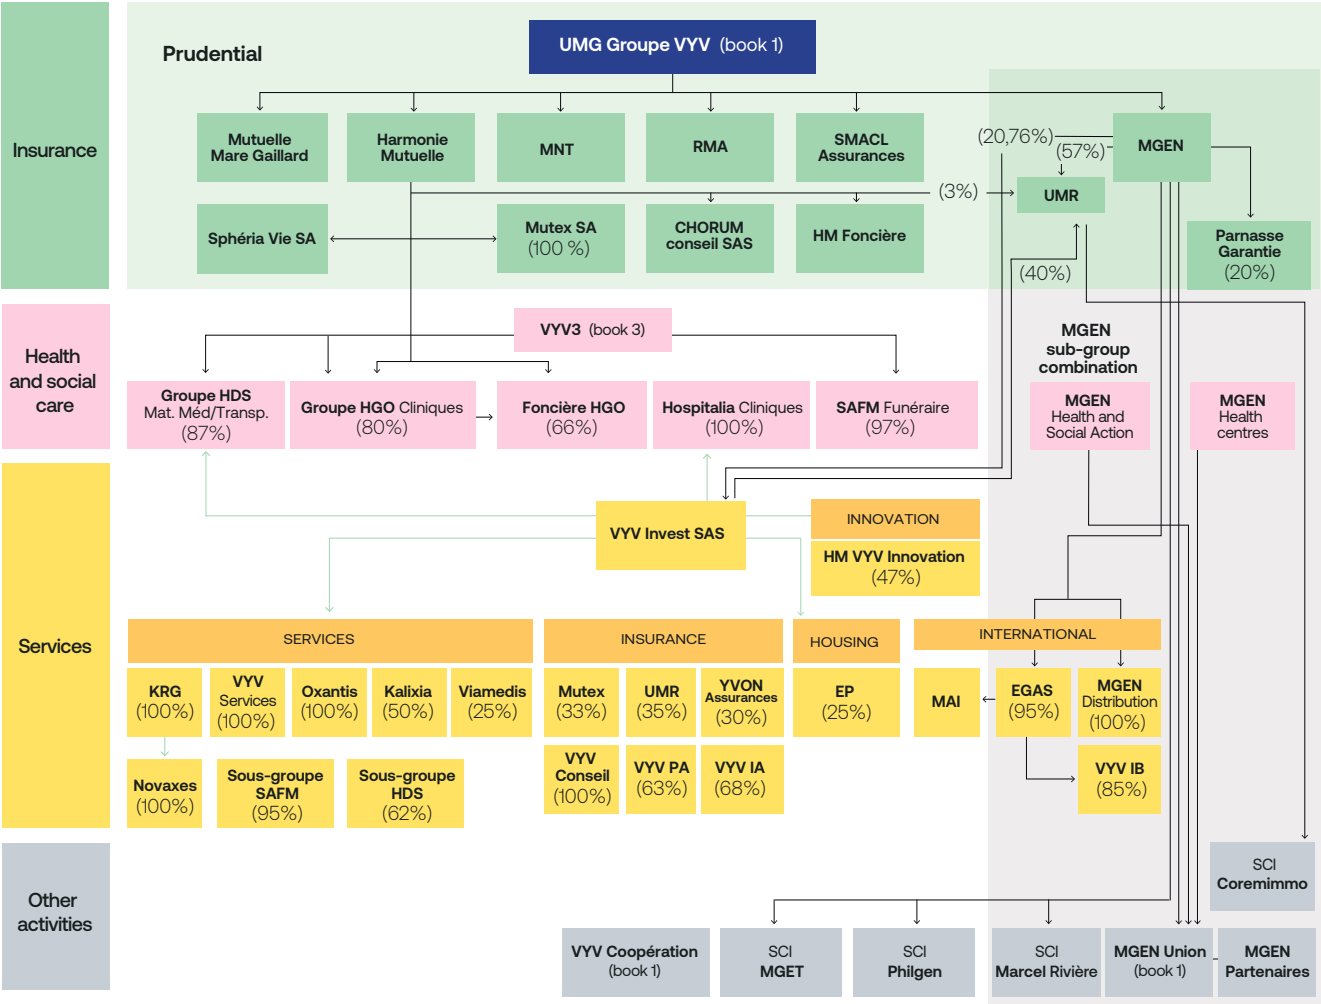 Insurance
Prudential
UMG Groupe VYV (book 1)
Mutuelle
Mare Gaillard
Harmonie
Mutuelle
MNT
RMA
SMACL
Assurances
(20,76%)
(57%)
MGEN
(3%)
UMR
Sphéria Vie SA
Mutex SA
(100 %)
CHORUM
conseil SAS
HM Foncière
(40%)
Parnasse
Garantie
(20%)
Health
and social
care
VYV3 (book 3)
MGEN
sub-group
combination
Groupe HDS
Mat. Méd/Transp.
(87%)
Groupe HGO Cliniques
(80%)
Foncière HGO
(66%)
Hospitalia Cliniques
(100%)
SAFM Funéraire
(97%)
MGEN
Health and
Social Action
MGEN
Health
centres
Services
VYV Invest SAS
INNOVATION
HM VYV Innovation
(47%)
SERVICES
INSURANCE
HOUSING
INTERNATIONAL
KRG
(100%)
VYV
Services
(100%)
Oxantis
(100%)
Kalixia
(50%)
Viamedis
(25%)
Mutex
(33%)
UMR
(35%)
YVON
Assurances
(30%)
EP
(25%)
MAI
EGAS
(95%)
MGEN
Distribution
(100%)
Novaxes
(100%)
Sous-groupe
SAFM
(95%)
Sous-groupe
HDS
(62%)
VYV
Conseil
(100%)
VYV PA
(63%)
VYV IA
(68%)
VYV IB
(85%)
Other
activities
SCI
Coremimmo
VYV Coopération
(book 1)
SCI
MGET
SCI
Philgen
SCI
Marcel Rivière
MGEN Union
(book 1)
MGEN
Partenaires